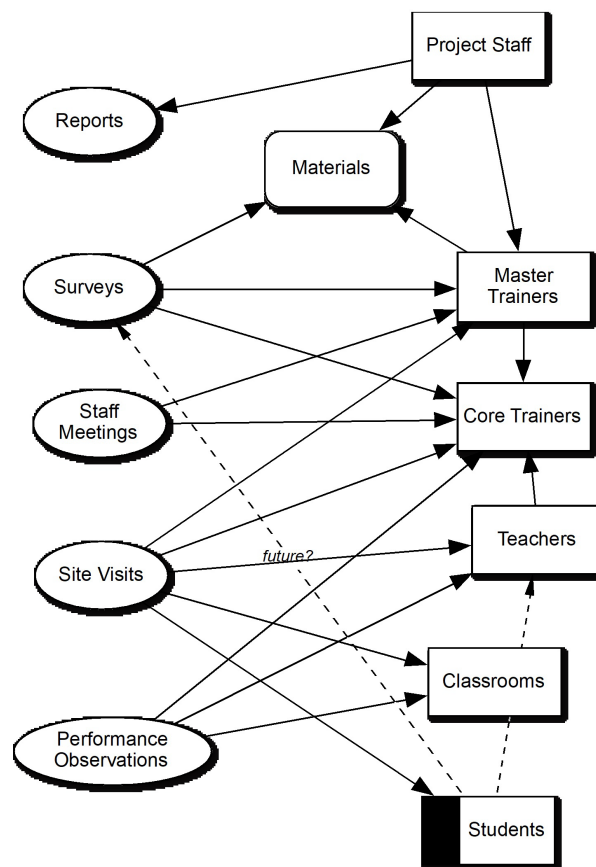 Project Staff
Reports
Materials
Surveys
Master
Trainers
Staff
Meetings
Core Trainers
future?
Teachers
Site Visits
Classrooms
Performance
Observations
Students